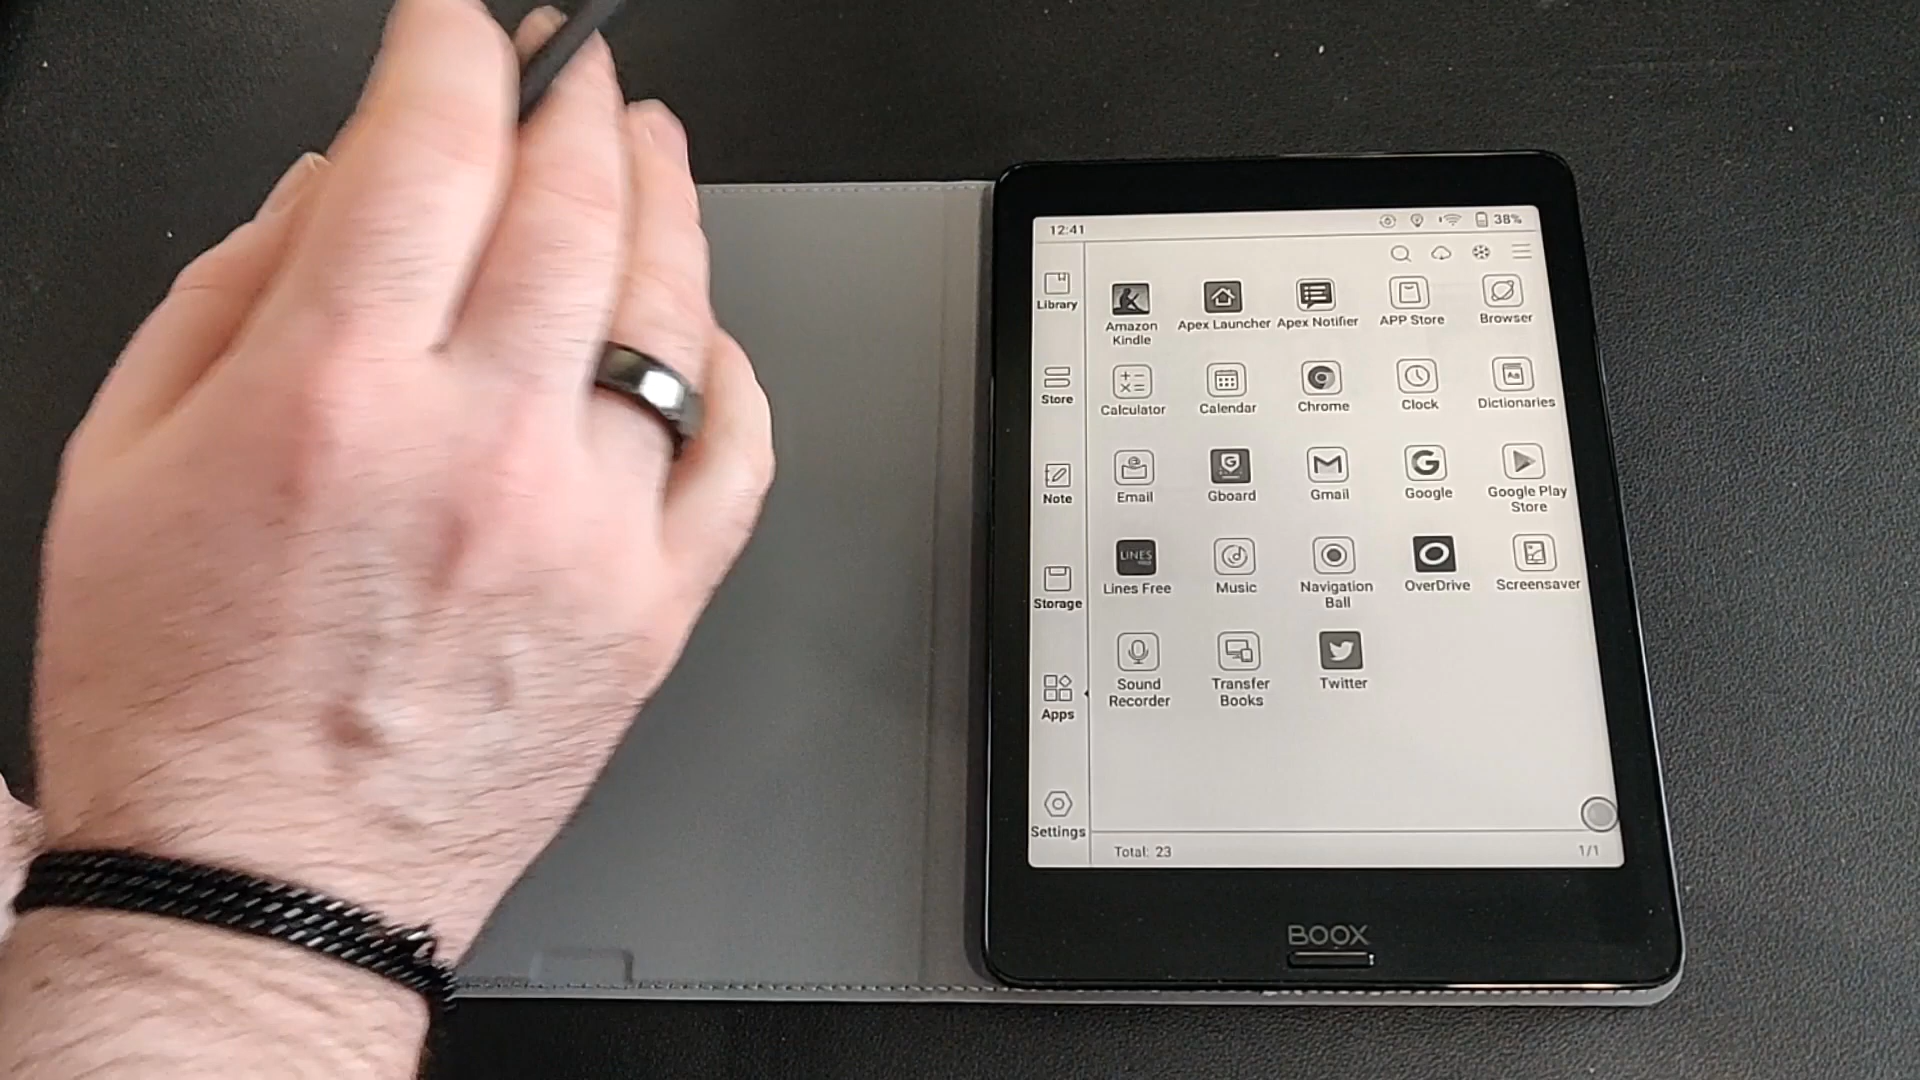 12:41 38%
Library
Amazon Kindle
Apex Launcher
Apex Notifier
APP Store
Browser
Store
Calculator
Calendar
Chrome
Clock
Dictionaries
Note
Email
Gboard
Gmail
Google
Google Play Store
Storage
LINES
Lines Free
Music
Navigation Ball
OverDrive
Screensaver
Apps
Sound Recorder
Transfer Books
Twitter
Settings
Total: 23
1/1
BOOX